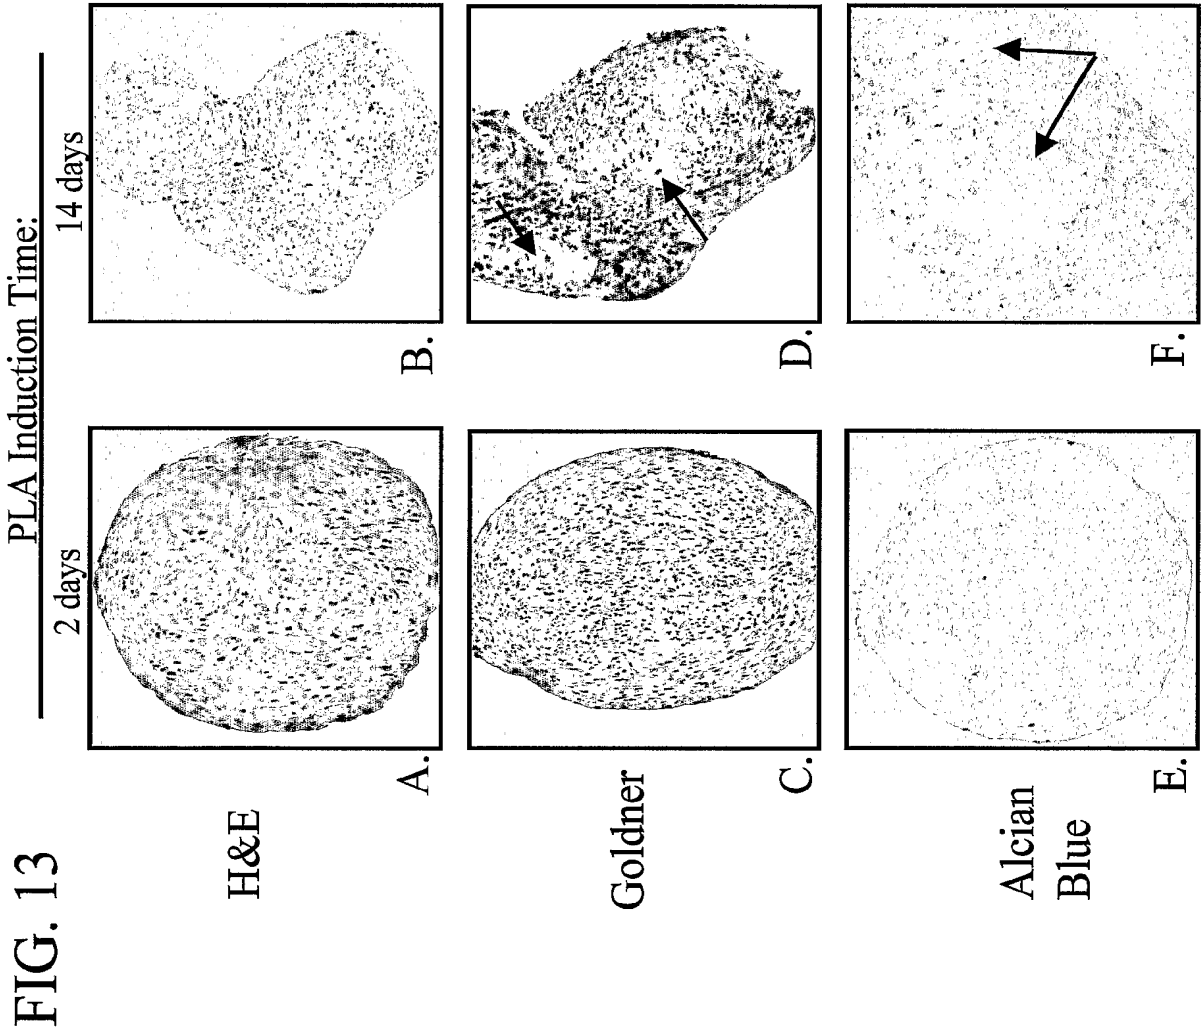 FIG. 13
PLA Induction Time:
2 days
14 days
H&E
A.
B.
Goldner
C.
D.
Alcian
Blue
E.
F.